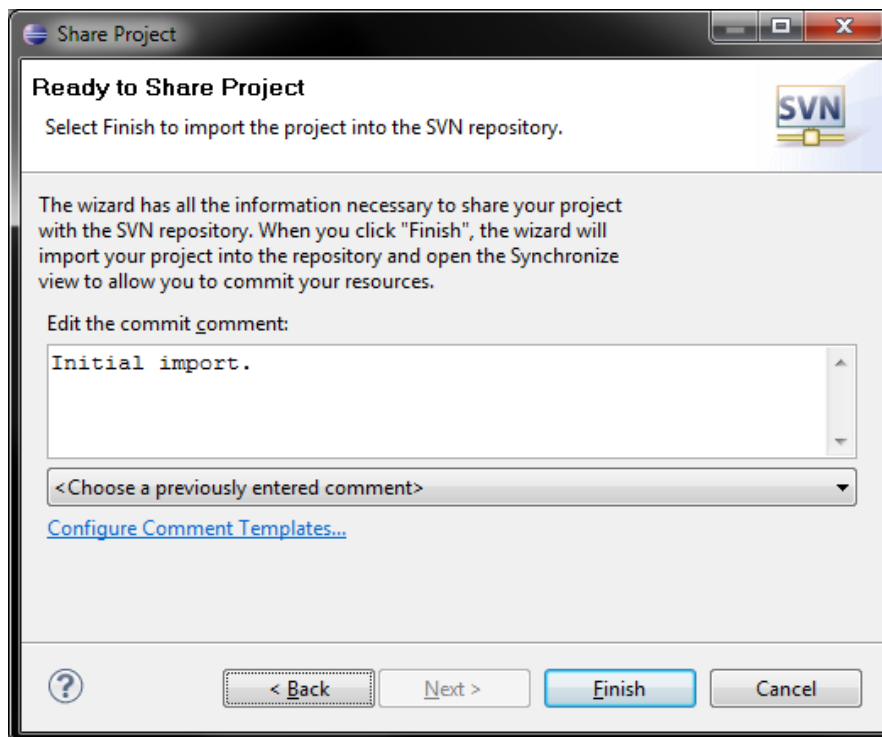 Share Project
Ready to Share Project
Select Finish to import the project into the SVN repository.
SVN
The wizard has all the information necessary to share your project
with the SVN repository. When you click "Finish", the wizard will
import your project into the repository and open the Synchronize
view to allow you to commit your resources.
Edit the commit comment:
Initial import.
<Choose a previously entered comment>
Configure Comment Templates...
?
< Back
Next >
Finish
Cancel